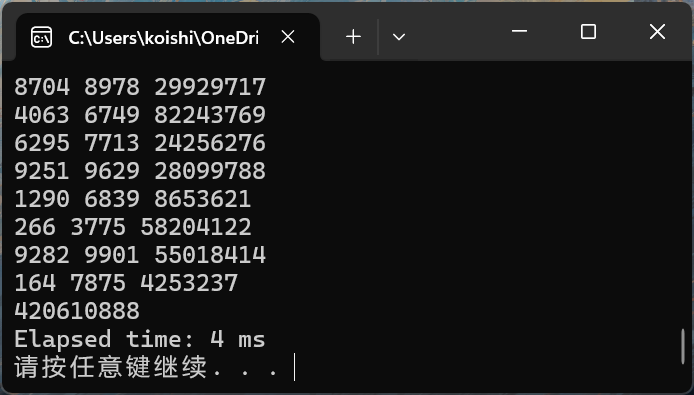 C:\Users\koishi\OneDri
8704 8978 29929717
4063 6749 82243769
6295 7713 24256276
9251 9629 28099788
1290 6839 8653621
266 3775 58204122
9282 9901 55018414
164 7875 4253237
420610888
Elapsed time: 4 ms
请按任意键继续. . .